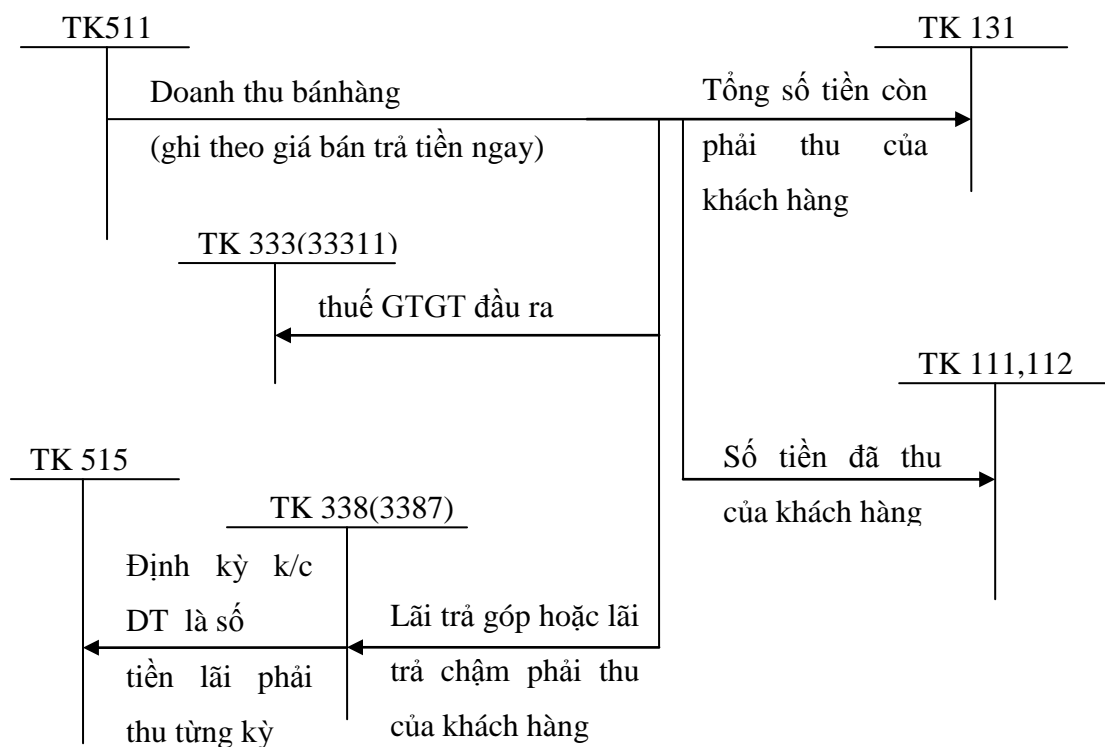 TK511
TK 131
Doanh thu bánhàng
(ghi theo giá bán trả tiền ngay)
Tổng số tiền còn
phải thu của
khách hàng
TK 333(33311)
thuế GTGT đầu ra
TK 111,112
Số tiền đã thu
của khách hàng
TK 515
TK 338(3387)
Định kỳ k/c
DT là số
tiền lãi phải
thu từng kỳ
Lãi trả góp hoặc lãi
trả chậm phải thu
của khách hàng